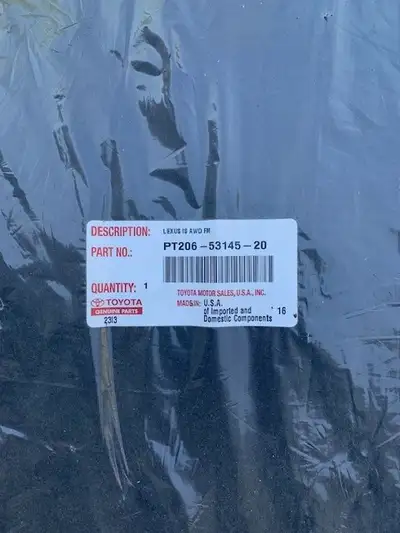 DESCRIPTION: LEXUS IS AWD FR
PART NO.: PT206-53145-20
QUANTITY: 1
TOYOTA MOTOR SALES, U.S.A., INC.
MADE IN: U.S.A.
of Imported and
Domestic Components
16
TOYOTA
GENUINE PARTS
2313